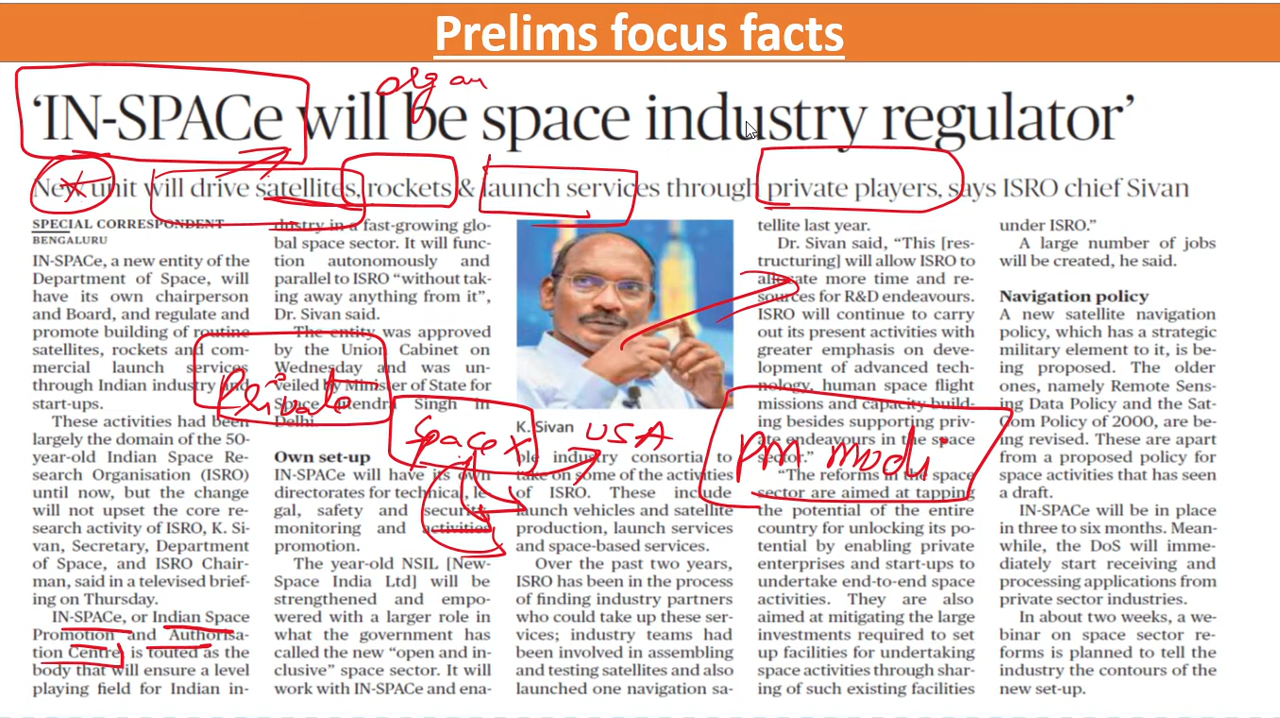 Prelims focus facts
organ
‘IN-SPACe will be space industry regulator’
New unit will drive satellites, rockets & launch services through private players, says ISRO chief Sivan
SPECIAL CORRESPONDENT
BENGALURU
IN-SPACe, a new entity of the
Department of Space, will
have its own chairperson
and Board, and regulate and
promote building of routine
satellites, rockets and com-
mercial launch services
through Indian industry and
start-ups.
These activities had been
largely the domain of the 50-
year-old Indian Space Re-
search Organisation (ISRO)
until now, but the change
will not upset the core re-
search activity of ISRO, K. Si-
van, Secretary, Department
of Space, and ISRO Chair-
man, said in a televised brief-
ing on Thursday.
IN-SPACe, or Indian Space
Promotion and Authorisa-
tion Centre is touted as the
body that will ensure a level
playing field for Indian in-
dustry in a fast-growing glo-
bal space sector. It will func-
tion autonomously and
parallel to ISRO “without tak-
ing away anything from it”,
Dr. Sivan said.
The entity was approved
by the Union Cabinet on
Wednesday and was un-
veiled by Minister of State for
Space Jitendra Singh in
Delhi.
Private
Own set-up
IN-SPACe will have its own
directorates for technical, le-
gal, safety and security,
monitoring and activities
promotion.
The year-old NSIL [New-
Space India Ltd] will be
strengthened and empo-
wered with a larger role in
what the government has
called the new “open and in-
clusive” space sector. It will
work with IN-SPACe and ena-
Space X
USA
K. Sivan
ble industry consortia to
take on some of the activities
of ISRO. These include
launch vehicles and satellite
production, launch services
and space-based services.
Over the past two years,
ISRO has been in the process
of finding industry partners
who could take up these ser-
vices; industry teams had
been involved in assembling
and testing satellites and also
launched one navigation sa-
tellite last year.
Dr. Sivan said, “This [res-
tructuring] will allow ISRO to
allocate more time and re-
sources for R&D endeavours.
ISRO will continue to carry
out its present activities with
greater emphasis on deve-
lopment of advanced tech-
nology, human space flight
missions and capacity build-
ing besides supporting priv-
ate endeavours in the space
sector.”
“The reforms in the space
sector are aimed at tapping
the potential of the entire
country for unlocking its po-
tential by enabling private
enterprises and start-ups to
undertake end-to-end space
activities. They are also
aimed at mitigating the large
investments required to set
up facilities for undertaking
space activities through shar-
ing of such existing facilities
PM modi
under ISRO.”
A large number of jobs
will be created, he said.
Navigation policy
A new satellite navigation
policy, which has a strategic
military element to it, is be-
ing proposed. The older
ones, namely Remote Sens-
ing Data Policy and the Sat-
Com Policy of 2000, are be-
ing revised. These are apart
from a proposed policy for
space activities that has seen
a draft.
IN-SPACe will be in place
in three to six months. Mean-
while, the DoS will imme-
diately start receiving and
processing applications from
private sector industries.
In about two weeks, a we-
binar on space sector re-
forms is planned to tell the
industry the contours of the
new set-up.